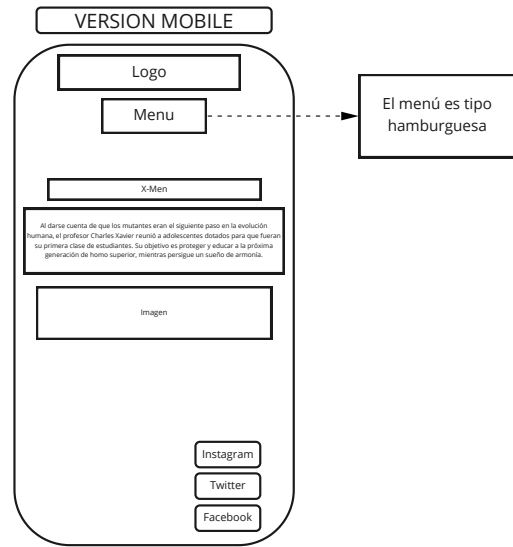 VERSION MOBILE
Logo
Menu
El menú es tipo
hamburguesa
X-Men
Al darse cuenta de que los mutantes eran el siguiente paso en la evolución
humana, el profesor Charles Xavier reunió a adolescentes dotados para que fueran
su primera clase de estudiantes. Su objetivo es proteger y educar a la próxima
generación de homo superior, mientras persigue un sueño de armonía.
Imagen
Instagram
Twitter
Facebook